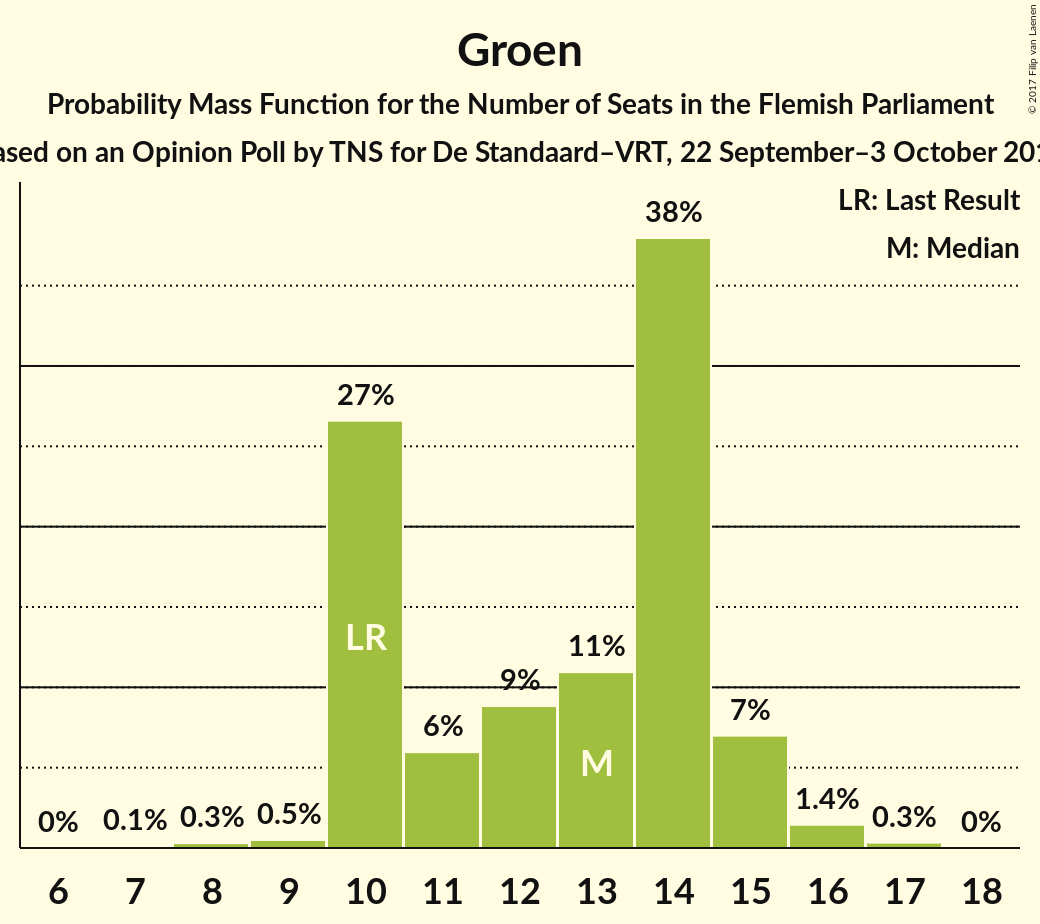 Groen
Probability Mass Function for the Number of Seats in the Flemish Parliament
on an Opinion Poll by TNS for De Standaard–VRT, 22 September–3 October
© 2017 Filip van Laenen
LR: Last Result
M: Median
38%
27%
LR
11%
9%
6%
7%
M
0%
0.1%
0.3%
0.5%
1.4%
0.3%
0%
6 7 8 9 10 11 12 13 14 15 16 17 18